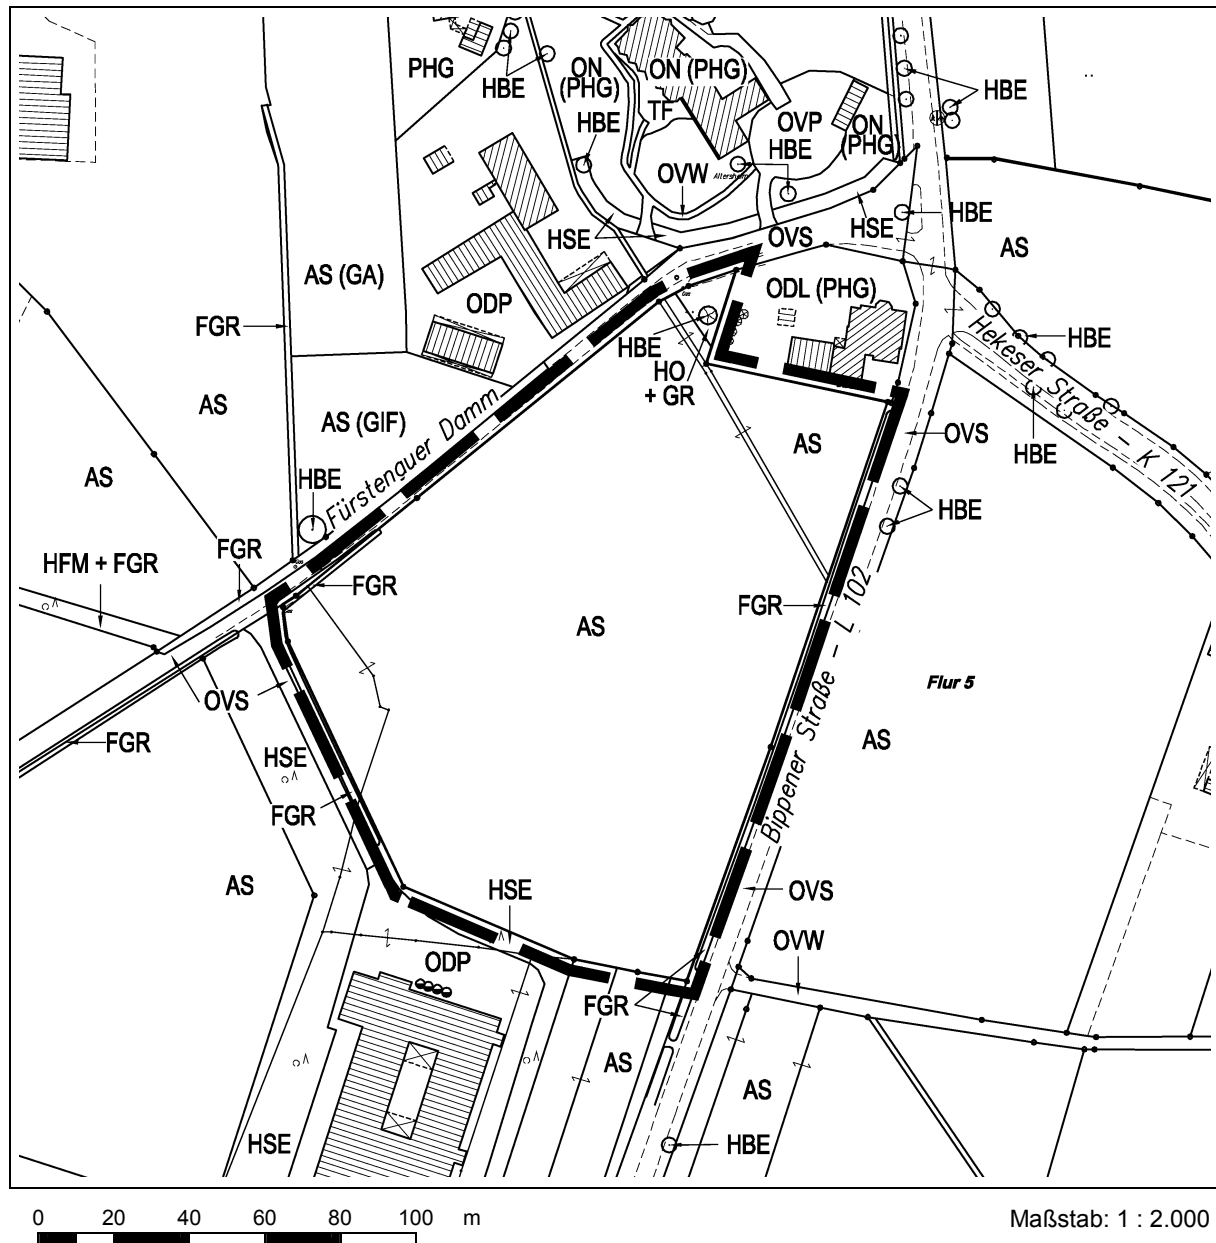 PHG
HBE
ON
(PHG)
ON (PHG)
HBE
TF
HBE
OVP
HBE
ON
(PHG)
OVW
Altersheim
HSE
HSE
OVS
HBE
AS
AS (GA)
ODP
ODL (PHG)
FGR
HBE
HO
+ GR
Hekeser Straße - K 121
HBE
AS
AS (GIF)
Fürstenauer Damm
AS
OVS
HBE
AS
HBE
HBE
FGR
HFM + FGR
FGR
FGR
AS
Bippener Straße - L 102
Flur 5
OVS
FGR
HSE
AS
FGR
AS
HSE
OVS
OVW
ODP
FGR
AS
AS
HSE
HBE
0 20 40 60 80 100 m
Maßstab: 1 : 2.000